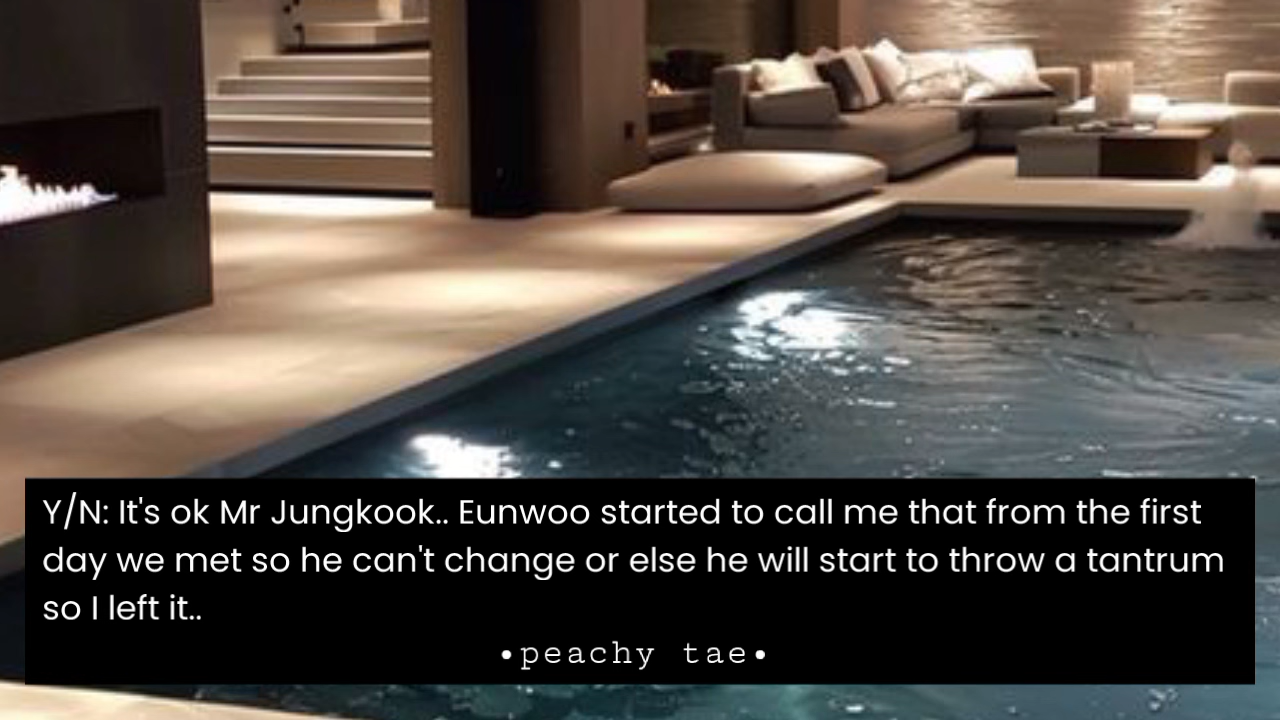 Y/N: It's ok Mr Jungkook.. Eunwoo started to call me that from the first
day we met so he can't change or else he will start to throw a tantrum
so I left it..
•peachy tae•